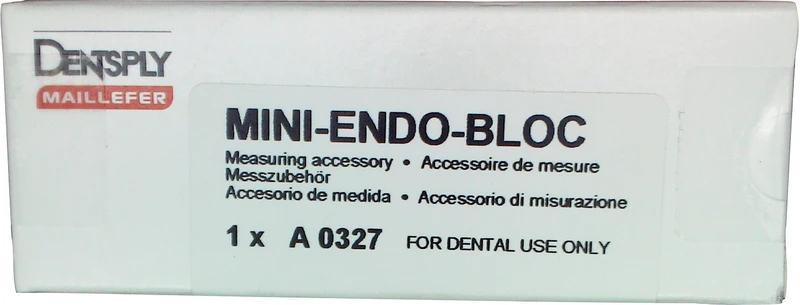 DENTSPLY
MAILLEFER
MINI-ENDO-BLOC
Measuring accessory • Accessoire de mesure
Messzubehör
Accesorio de medida • Accessorio di misurazione
1 x A 0327 FOR DENTAL USE ONLY